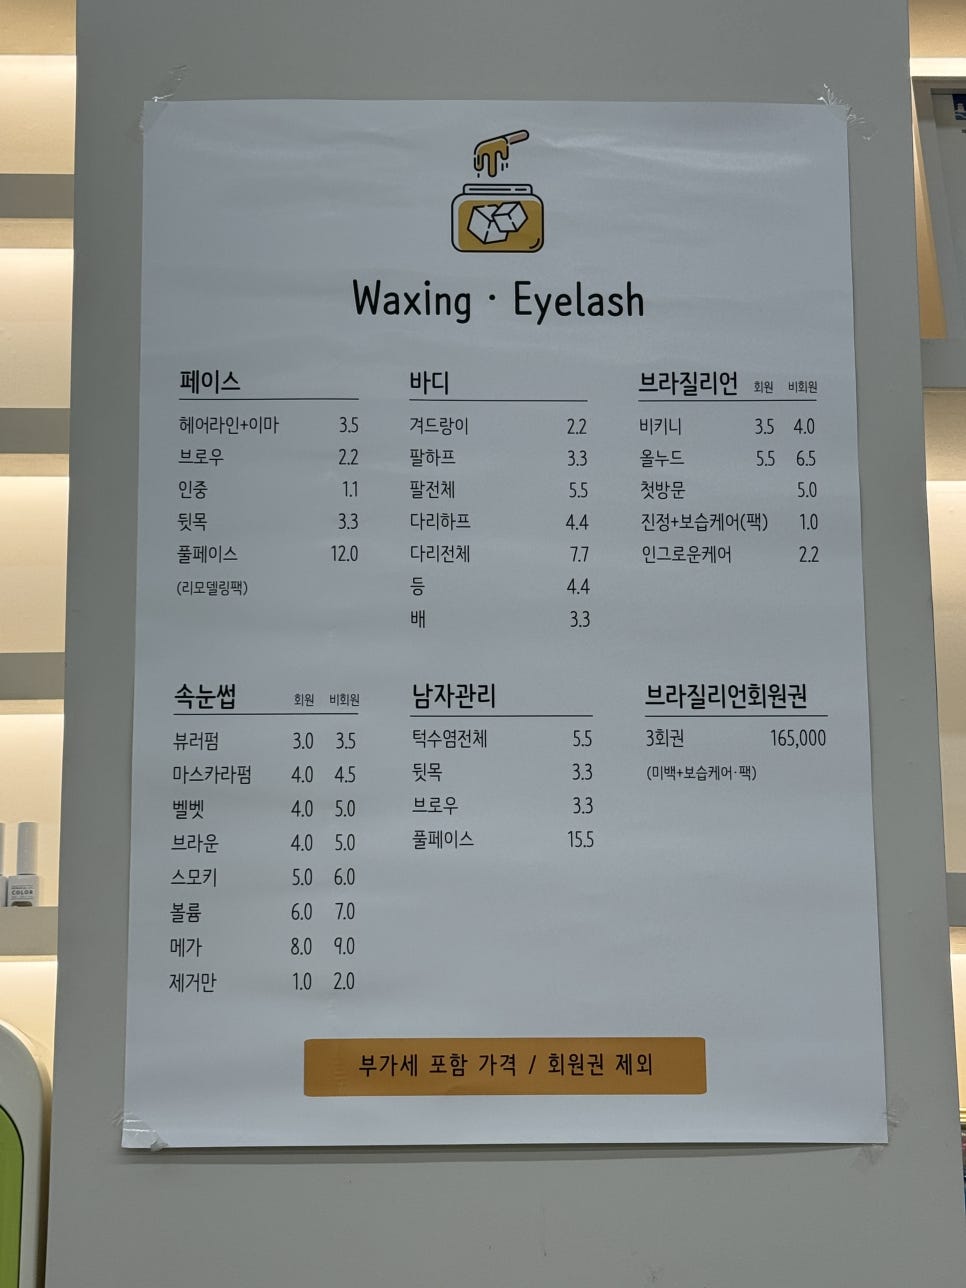 Waxing · Eyelash
페이스
헤어라인+이마 3.5
브로우 2.2
인중 1.1
뒷목 3.3
풀페이스 12.0
(리모델링팩)
바디
겨드랑이 2.2
팔하프 3.3
팔전체 5.5
다리하프 4.4
다리전체 7.7
등 4.4
배 3.3
브라질리언 회원 비회원
비키니 3.5 4.0
올누드 5.5 6.5
첫방문 5.0
진정+보습케어(팩) 1.0
인그로운케어 2.2
속눈썹 회원 비회원
뷰러펌 3.0 3.5
마스카라펌 4.0 4.5
벨벳 4.0 5.0
브라운 4.0 5.0
스모키 5.0 6.0
볼륨 6.0 7.0
메가 8.0 9.0
제거만 1.0 2.0
남자관리
턱수염전체 5.5
뒷목 3.3
브로우 3.3
풀페이스 15.5
브라질리언회원권
3회권 165,000
(미백+보습케어·팩)
부가세 포함 가격 / 회원권 제외
COLOR